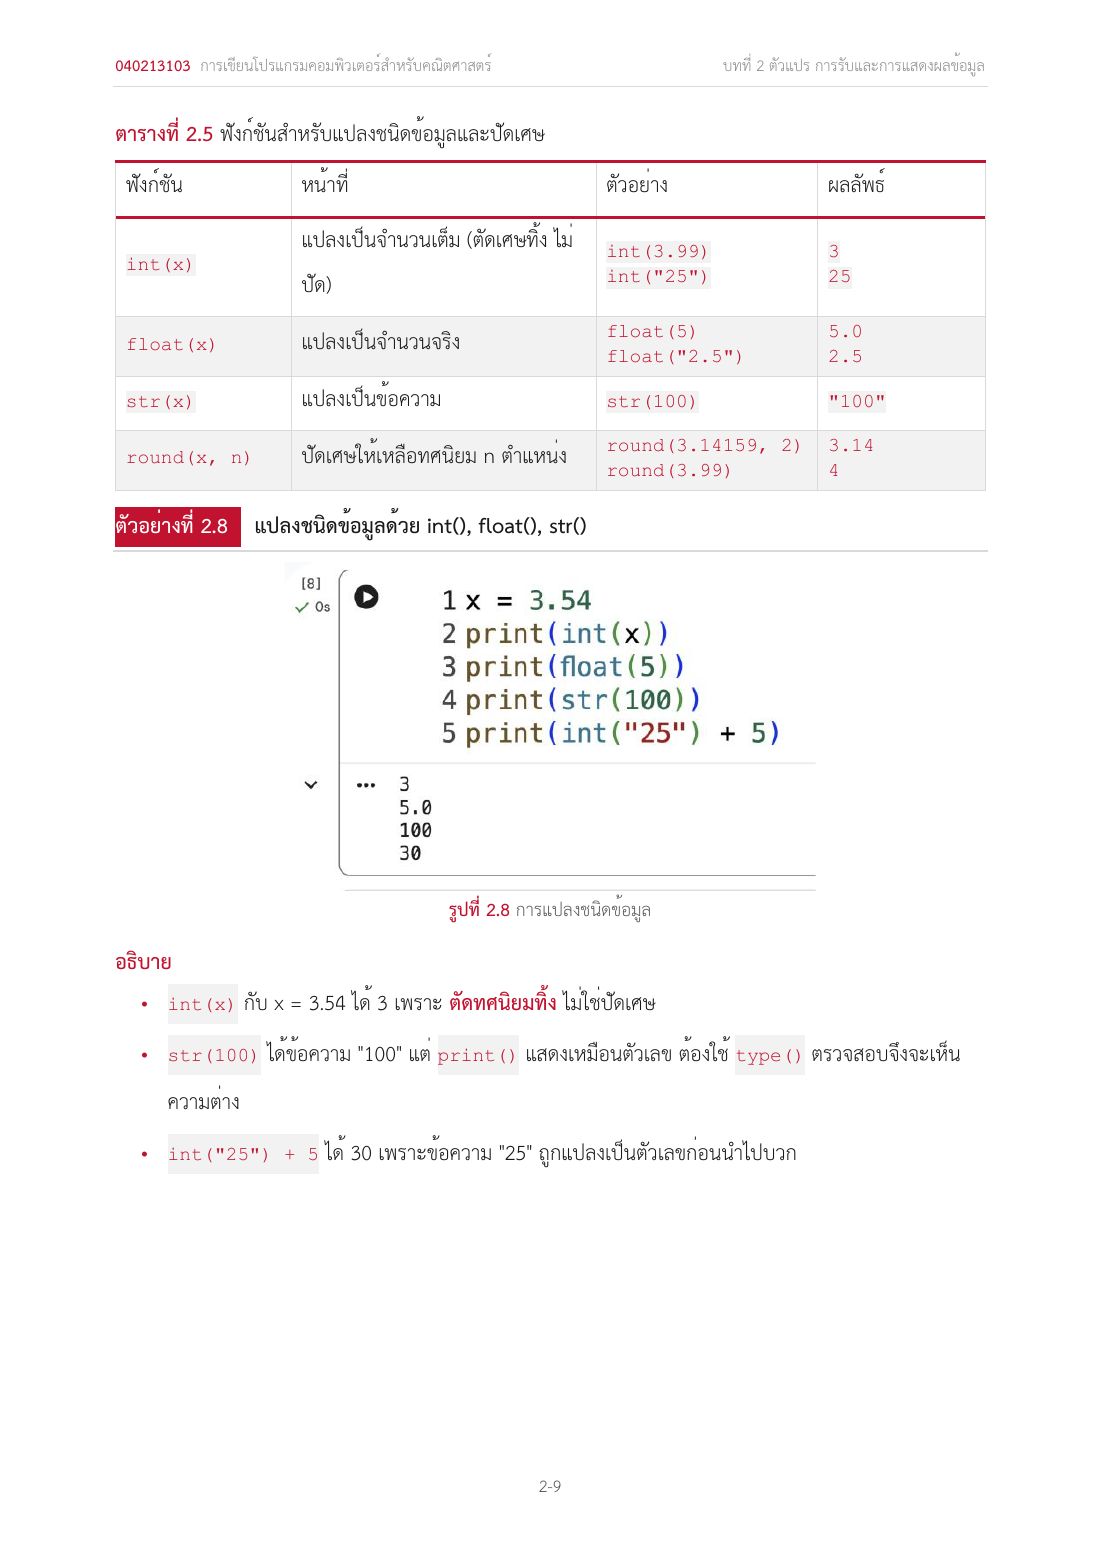 040213103 การเขียนโปรแกรมคอมพิวเตอร์สำหรับคณิตศาสตร์ บทที่ 2 ตัวแปร การรับและการแสดงผลข้อมูล
ตารางที่ 2.5 ฟังก์ชันสำหรับแปลงชนิดข้อมูลและปัดเศษ
ฟังก์ชัน หน้าที่ ตัวอย่าง ผลลัพธ์
int(x) แปลงเป็นจำนวนเต็ม (ตัดเศษทิ้ง ไม่ปัด) int(3.99) 3
int("25") 25
float(x) แปลงเป็นจำนวนจริง float(5) 5.0
float("2.5") 2.5
str(x) แปลงเป็นข้อความ str(100) "100"
round(x, n) ปัดเศษให้เหลือทศนิยม n ตำแหน่ง round(3.14159, 2) 3.14
round(3.99) 4
ตัวอย่างที่ 2.8 แปลงชนิดข้อมูลด้วย int(), float(), str()
[8]
0s
1 x = 3.54
2 print(int(x))
3 print(float(5))
4 print(str(100))
5 print(int("25") + 5)
3
5.0
100
30
รูปที่ 2.8 การแปลงชนิดข้อมูล
อธิบาย
• int(x) กับ x = 3.54 ได้ 3 เพราะ ตัดทศนิยมทิ้ง ไม่ใช่ปัดเศษ
• str(100) ได้ข้อความ "100" แต่ print() แสดงเหมือนตัวเลข ต้องใช้ type() ตรวจสอบจึงจะเห็น
ความต่าง
• int("25") + 5 ได้ 30 เพราะข้อความ "25" ถูกแปลงเป็นตัวเลขก่อนนำไปบวก
2-9